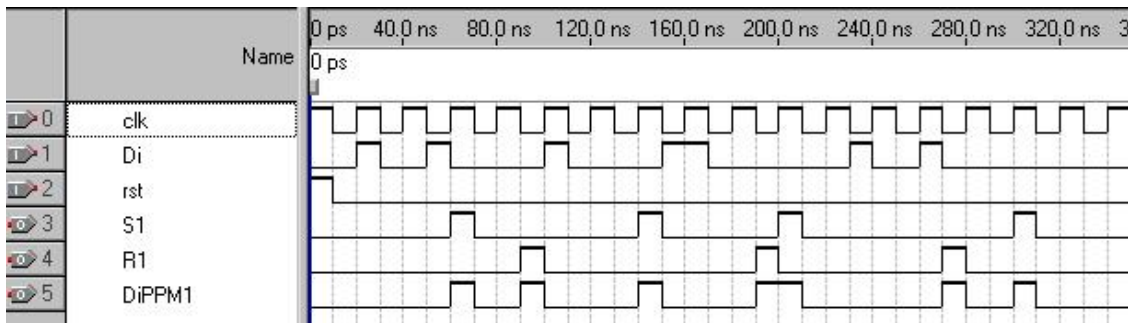 0 ps 40.0 ns 80.0 ns 120.0 ns 160.0 ns 200.0 ns 240.0 ns 280.0 ns 320.0 ns 3
Name
0 ps
0 clk
1 Di
2 rst
3 S1
4 R1
5 DiPPM1